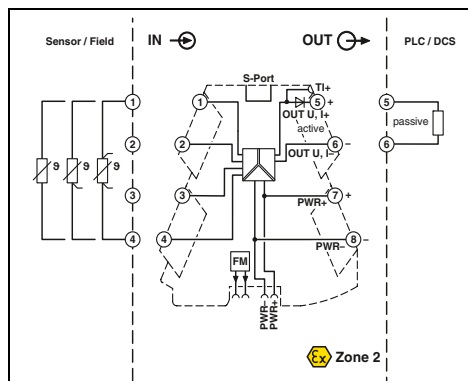 Sensor / Field
IN
OUT
PLC / DCS
S-Port
TI+
1
1
5
+
5
OUT U, I+
active
passive
2
2
6
–
6
OUT U, I–
ϑ
ϑ
ϑ
3
3
7
+
PWR+
4
4
8
–
PWR–
FM
PWR–
PWR+
Ex
Zone 2